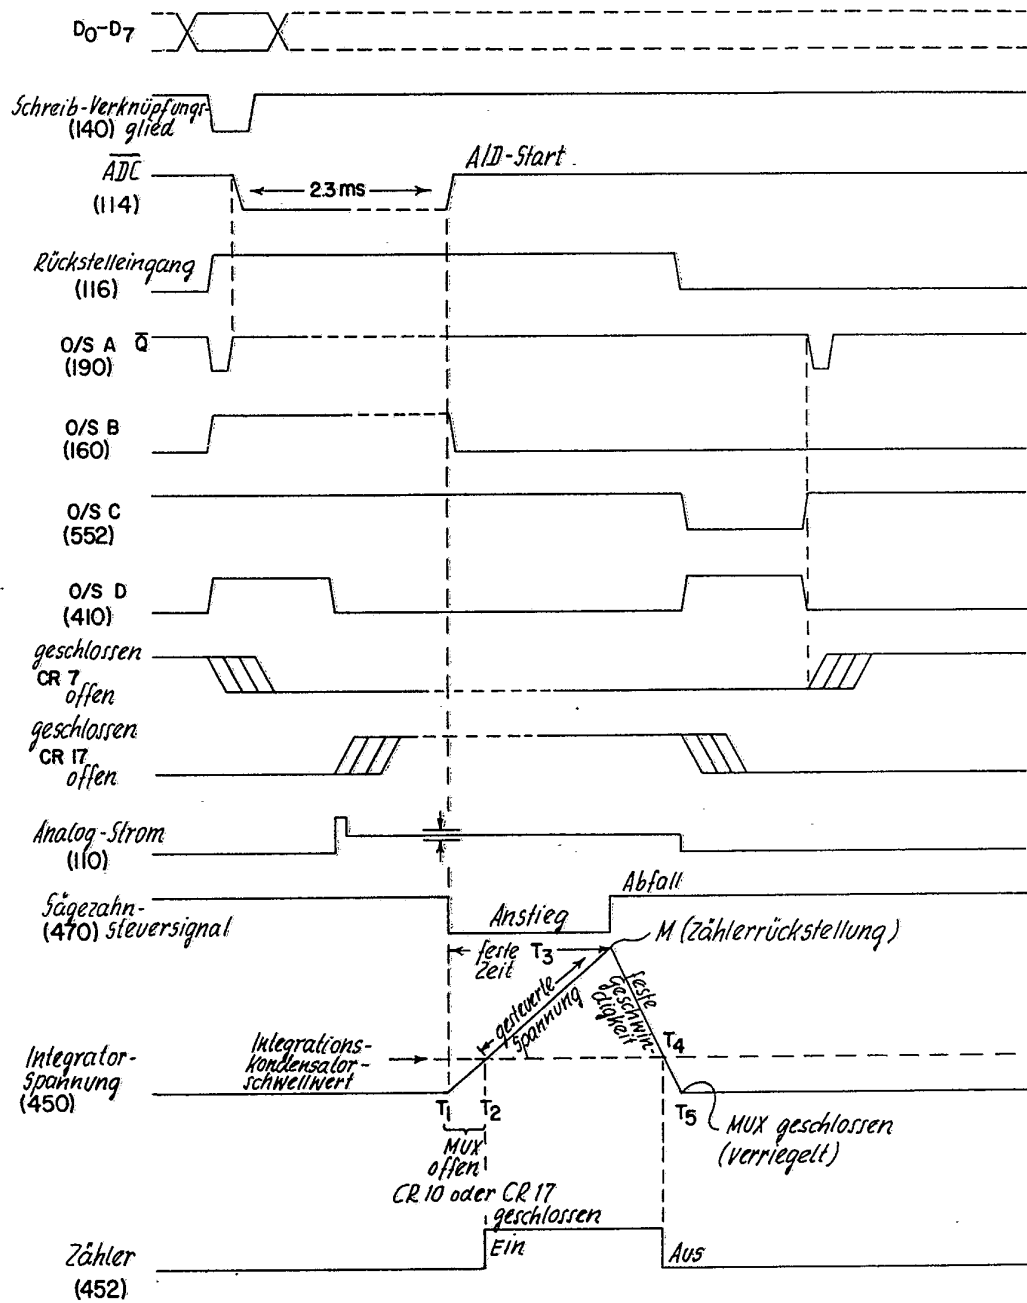 D0-D7
Schreib-Verknüpfungs-
(140) glied
ADC
(114)
A/D-Start
2.3 ms
Rückstelleingang
(116)
O/S A Q
(190)
O/S B
(160)
O/S C
(552)
O/S D
(410)
geschlossen
CR 7
offen
geschlossen
CR 17
offen
Analog-Strom
(110)
Sägezahn-
(470) steuersignal
Anstieg
Abfall
feste
Zeit
T3
M (Zählerrückstellung)
gesteuerte
Spannung
feste
Geschwin-
digkeit
T4
Integrations-
kondensator-
schwellwert
Integrator-
spannung
(450)
T1
T2
T5
MUX geschlossen
(verriegelt)
MUX
offen
CR 10 oder CR 17
geschlossen
Ein
Aus
Zähler
(452)